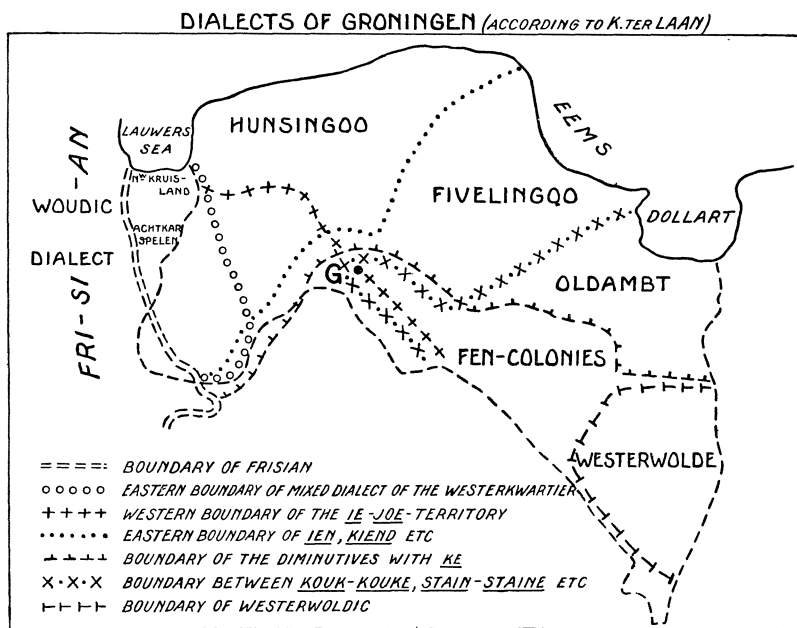 DIALECTS OF GRONINGEN (ACCORDING TO K. TER LAAN)
LAUWERS
SEA
HUNSINGOO
EEMS
FRI-SI-AN
NW KRUIS-
LAND
WOUDIC
DIALECT
ACHTKAR
SPELEN
FIVELINGOO
DOLLART
G
OLDAMBT
FEN-COLONIES
WESTERWOLDE
BOUNDARY OF FRISIAN
EASTERN BOUNDARY OF MIXED DIALECT OF THE WESTERKWARTIER
WESTERN BOUNDARY OF THE IE-JOE-TERRITORY
EASTERN BOUNDARY OF IEN, KIEND ETC
BOUNDARY OF THE DIMINUTIVES WITH KE
BOUNDARY BETWEEN KOUK-KOUKE, STAIN-STAINE ETC
BOUNDARY OF WESTERWOLDIC